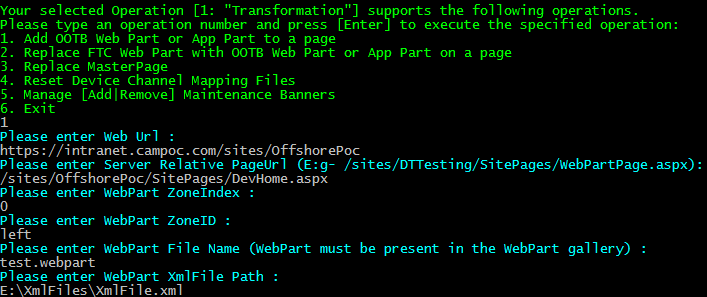 Your selected Operation [1: "Transformation"] supports the following operations.
Please type an operation number and press [Enter] to execute the specified operation:
1. Add OOTB Web Part or App Part to a page
2. Replace FTC Web Part with OOTB Web Part or App Part on a page
3. Replace MasterPage
4. Reset Device Channel Mapping Files
5. Manage [Add|Remove] Maintenance Banners
6. Exit
1
Please enter Web Url :
https://intranet.campoc.com/sites/OffshorePoc
Please enter Server Relative PageUrl (E:g- /sites/DTTesting/SitePages/WebPartPage.aspx):
/sites/OffshorePoc/SitePages/DevHome.aspx
Please enter WebPart ZoneIndex :
0
Please enter WebPart ZoneID :
left
Please enter WebPart File Name (WebPart must be present in the WebPart gallery) :
test.webpart
Please enter WebPart XmlFile Path :
E:\XmlFiles\XmlFile.xml